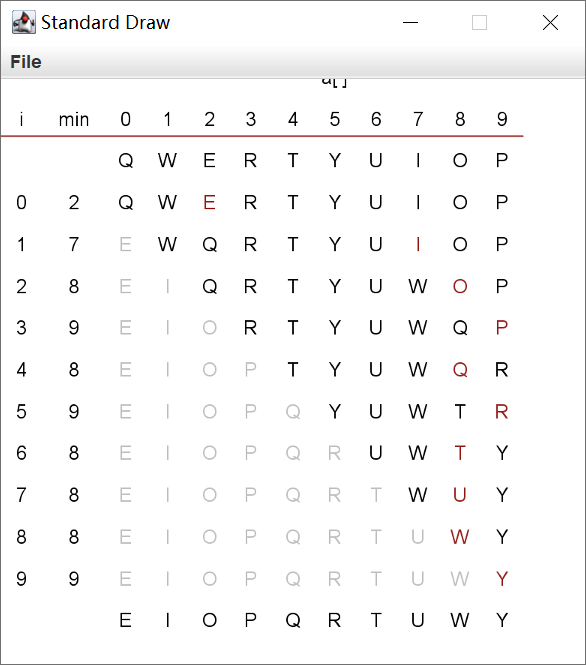 Standard Draw
File
a[ ]
i min 0 1 2 3 4 5 6 7 8 9
Q W E R T Y U I O P
0 2 Q W E R T Y U I O P
1 7 E W Q R T Y U I O P
2 8 E I Q R T Y U W O P
3 9 E I O R T Y U W Q P
4 8 E I O P T Y U W Q R
5 9 E I O P Q Y U W T R
6 8 E I O P Q R U W T Y
7 8 E I O P Q R T W U Y
8 8 E I O P Q R T U W Y
9 9 E I O P Q R T U W Y
E I O P Q R T U W Y